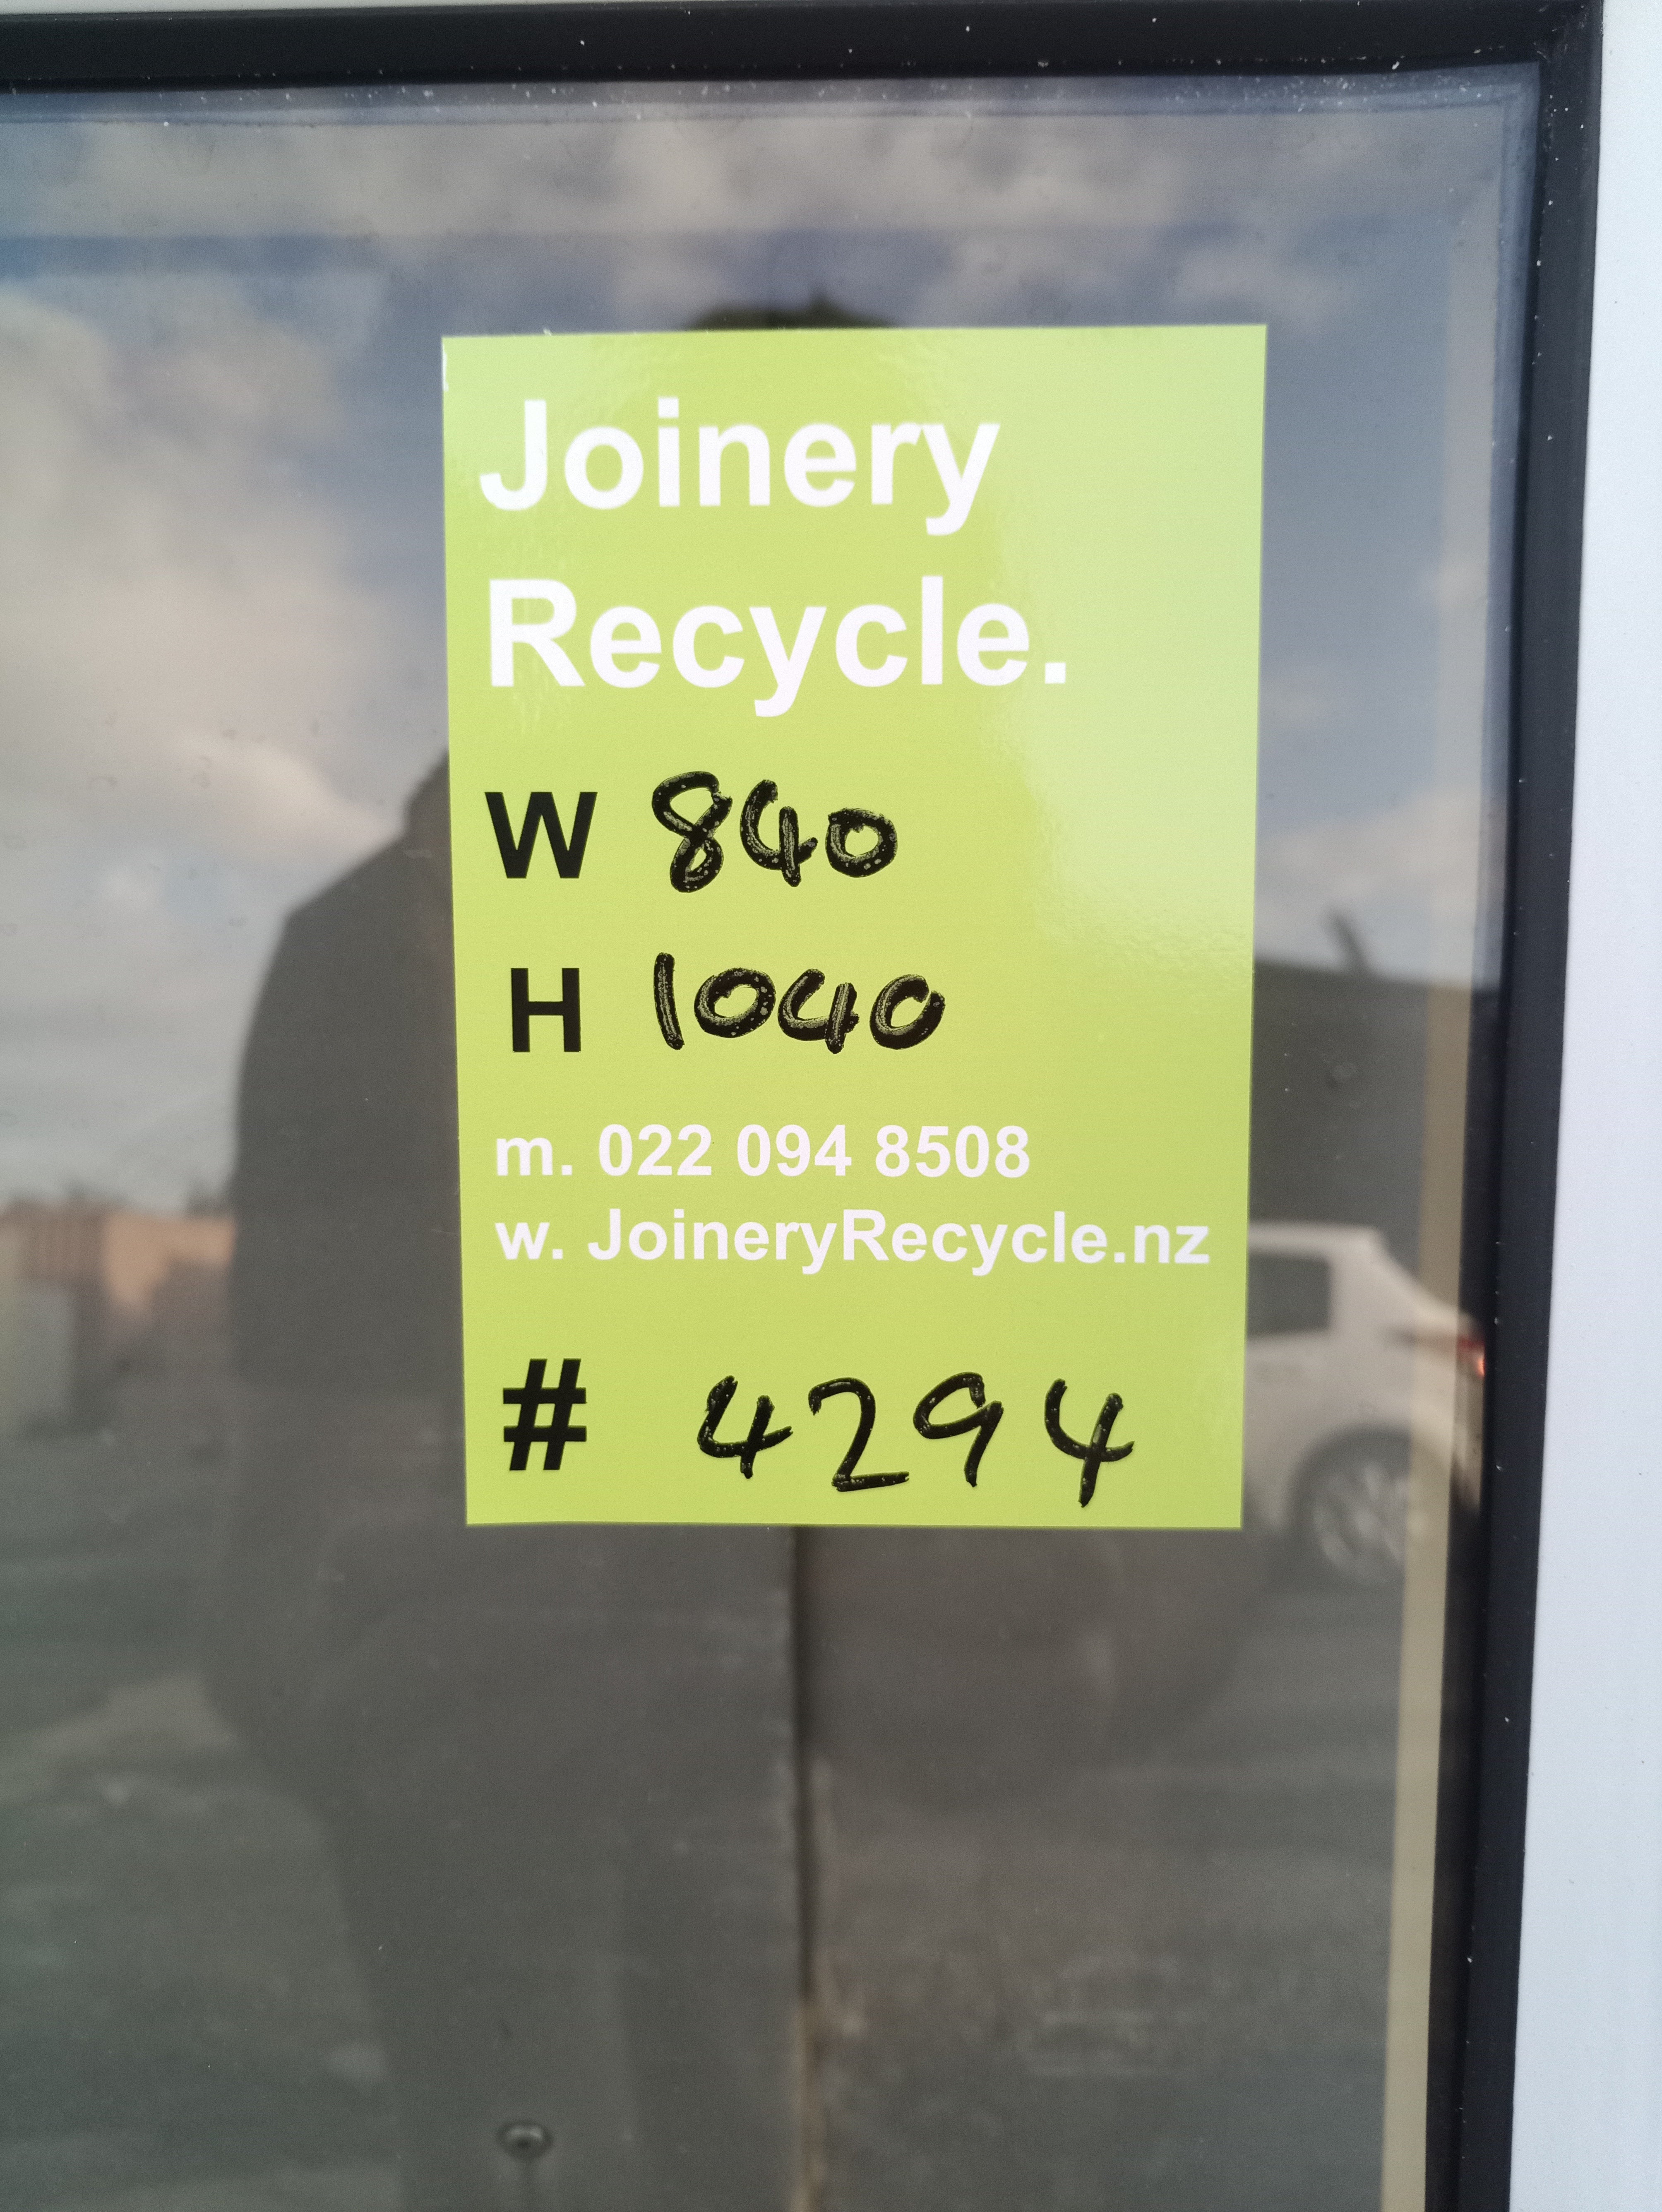 Joinery
Recycle.
W 840
H 1040
m. 022 094 8508
w. JoineryRecycle.nz
# 4294